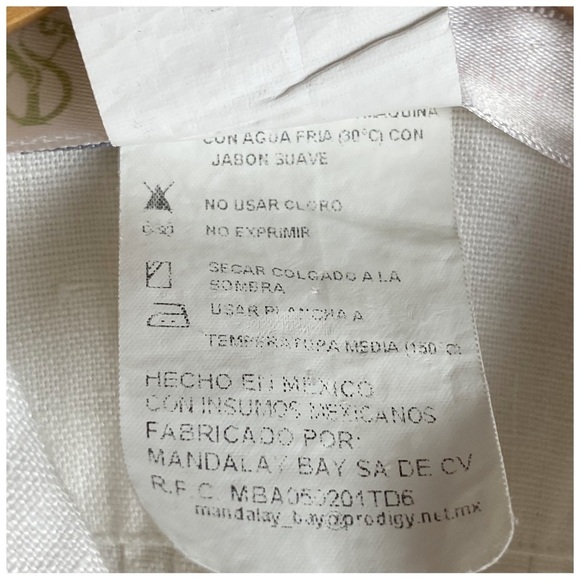 MAQUINA
CON AGUA FRIA (30°C) CON
JABON SUAVE
NO USAR CLORO
NO EXPRIMIR
SECAR COLGADO A LA
SOMBRA
USAR PLANCHA A
TEMPERATURA MEDIA (150°C)
HECHO EN MÉXICO
CON INSUMOS MEXICANOS
FABRICADO POR:
MANDALAY BAY SA DE CV
R.F.C. MBA050201TD6
mandalay_bay@prodigy.net.mx